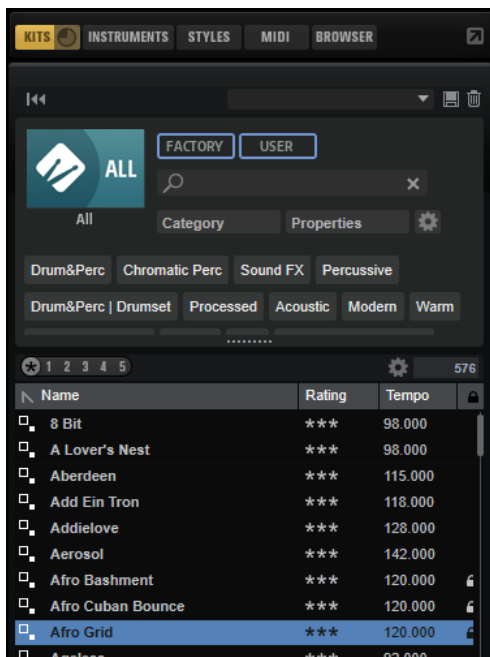 KITS INSTRUMENTS STYLES MIDI BROWSER
ALL
FACTORY USER
All
Category Properties
Drum&Perc Chromatic Perc Sound FX Percussive
Drum&Perc | Drumset Processed Acoustic Modern Warm
1 2 3 4 5 576
Name Rating Tempo
8 Bit *** 98.000
A Lover's Nest *** 98.000
Aberdeen *** 115.000
Add Ein Tron *** 118.000
Addielove *** 128.000
Aerosol *** 142.000
Afro Bashment *** 120.000
Afro Cuban Bounce *** 120.000
Afro Grid *** 120.000